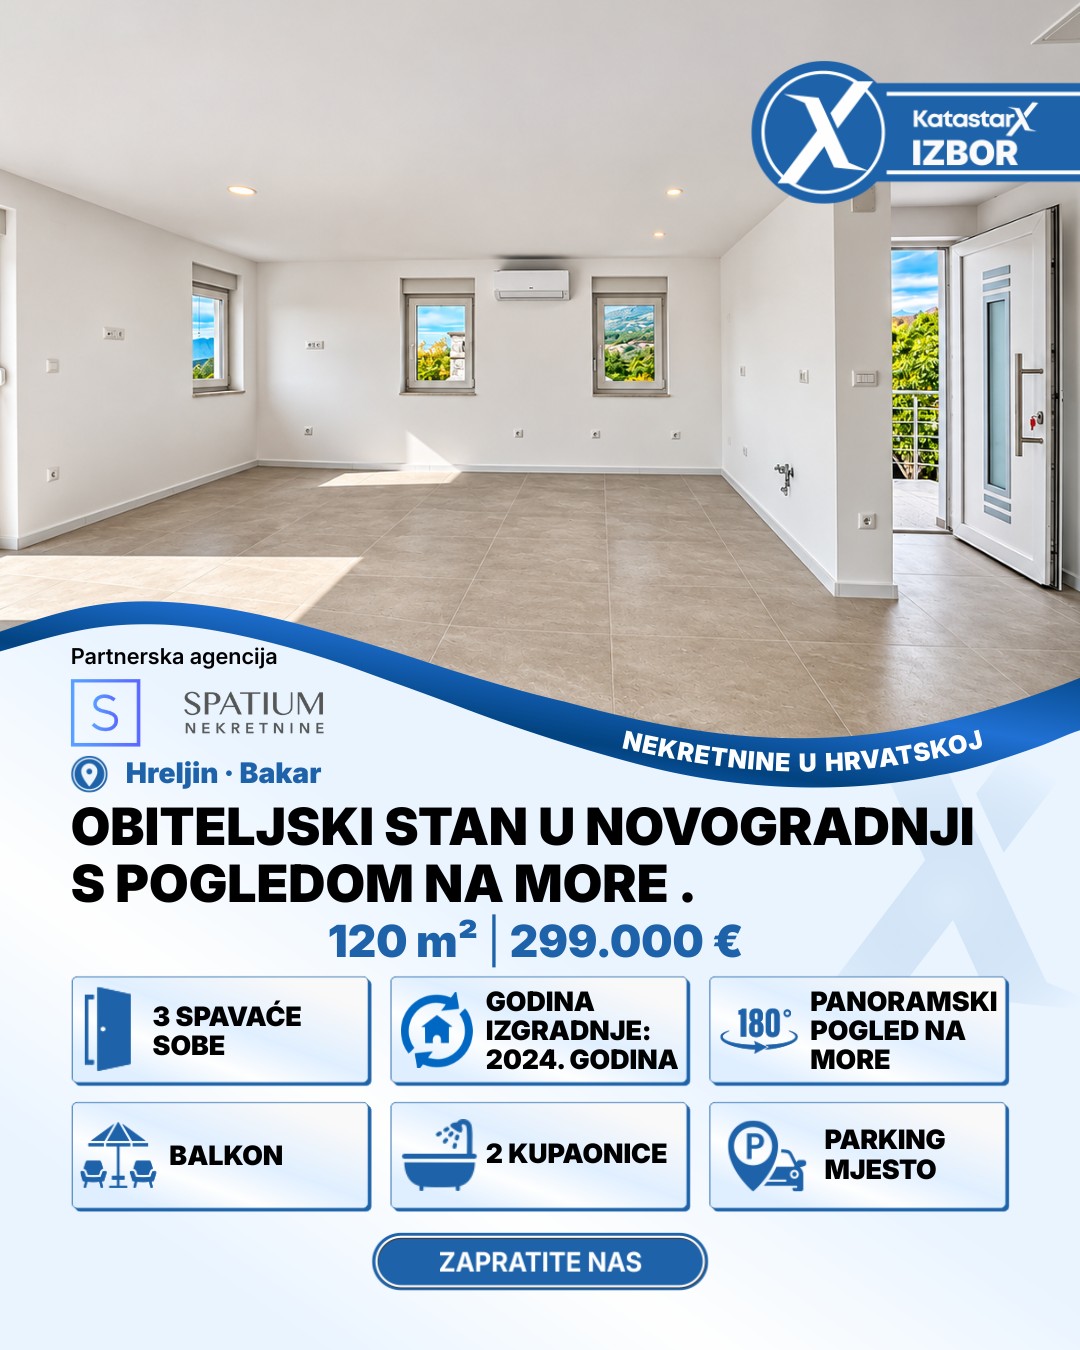 KatastarX
IZBOR
Partnerska agencija
S SPATIUM
NEKRETNINE
NEKRETNINE U HRVATSKOJ
Hreljin · Bakar
OBITELJSKI STAN U NOVOGRADNJI
S POGLEDOM NA MORE .
120 m² | 299.000 €
3 SPAVAĆE
SOBE
GODINA
IZGRADNJE:
2024. GODINA
180°
PANORAMSKI
POGLED NA
MORE
BALKON
2 KUPAONICE
P
PARKING
MJESTO
ZAPRATITE NAS